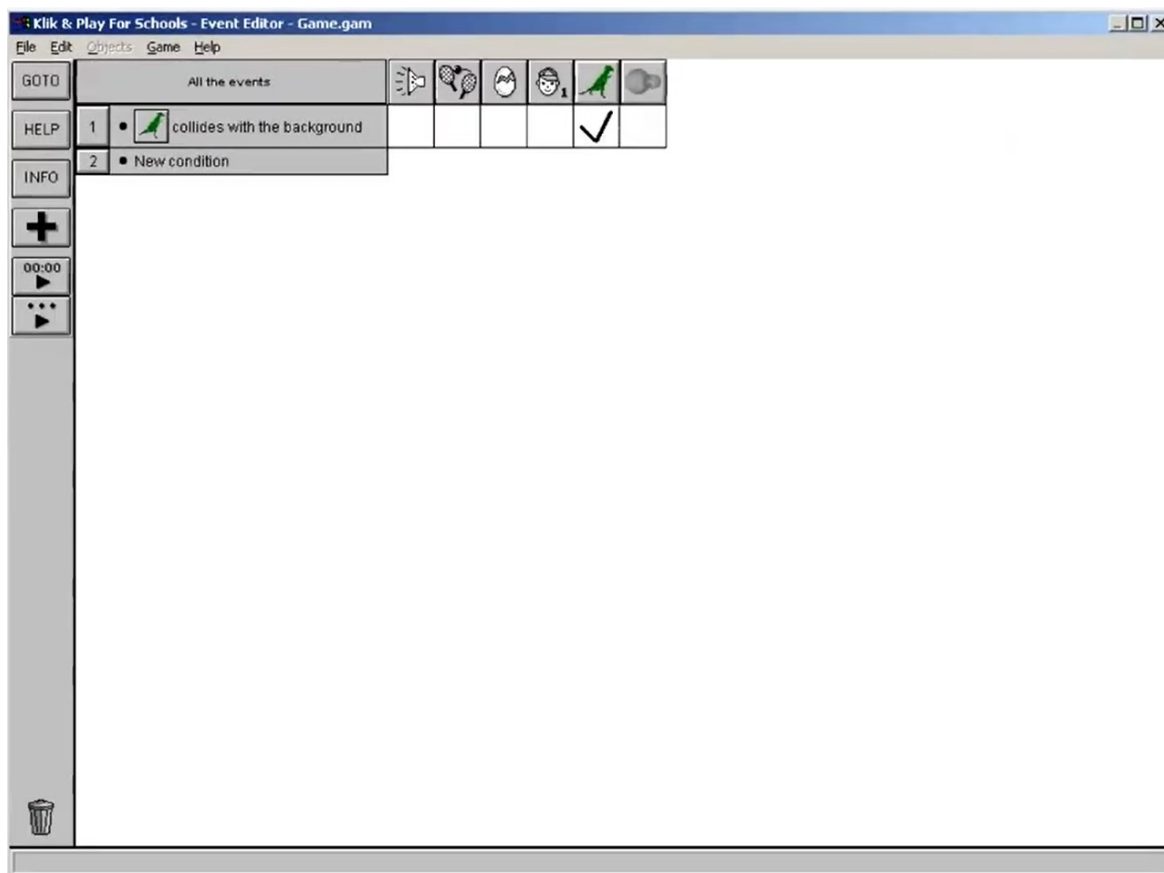 Klik & Play For Schools - Event Editor - Game.gam
File Edit Objects Game Help
GOTO
All the events
1
HELP
1 • collides with the background
2 • New condition
INFO
00:00